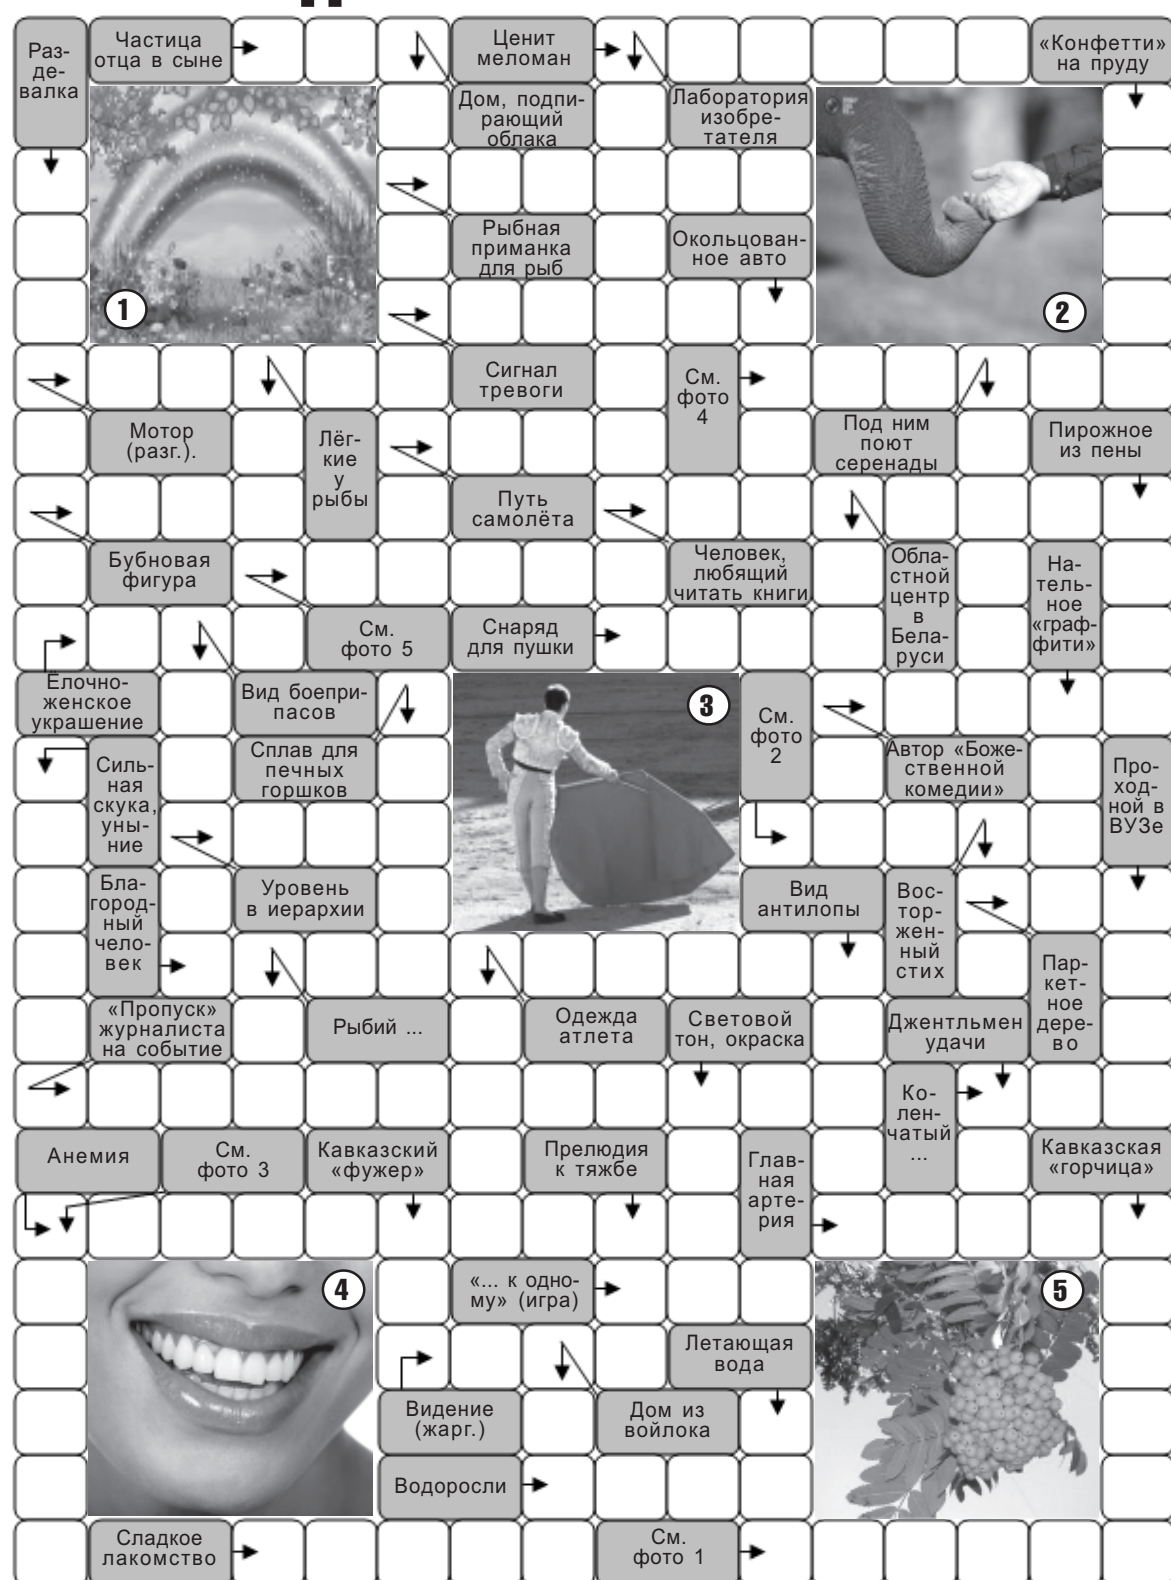 Раз-
де-
валка
Частица
отца в сыне
Ценит
меломан
«Конфетти»
на пруду
Дом, подпи-
рающий
облака
Лаборатория
изобре-
тателя
1
2
Рыбная
приманка
для рыб
Окольцован-
ное авто
Сигнал
тревоги
См.
фото
4
Мотор
(разг.).
Лёг-
кие
у
рыбы
Под ним
поют
серенады
Пирожное
из пены
Путь
самолёта
Бубновая
фигура
Человек,
любящий
читать книги
Обла-
стной
центр
в
Бела-
руси
На-
тель-
ное
«граф-
фити»
См.
фото 5
Снаряд
для пушки
Ёлочно-
женское
украшение
Вид боепри-
пасов
3
См.
фото
2
Силь-
ная
скука,
уны-
ние
Сплав для
печных
горшков
Автор «Боже-
ственной
комедии»
Про-
ход-
ной в
ВУЗе
Бла-
город-
ный
чело-
век
Уровень
в иерархии
Вид
антилопы
Вос-
тор-
жен-
ный
стих
Пар-
кет-
ное
дере-
во
«Пропуск»
журналиста
на событие
Рыбий ...
Одежда
атлета
Световой
тон, окраска
Джентльмен
удачи
Ко-
лен-
чатый
...
Анемия
См.
фото 3
Кавказский
«фужер»
Прелюдия
к тяжбе
Глав-
ная
арте-
рия
Кавказская
«горчица»
4
«... к одно-
му» (игра)
5
Летающая
вода
Видение
(жарг.)
Дом из
войлока
Водоросли
Сладкое
лакомство
См.
фото 1